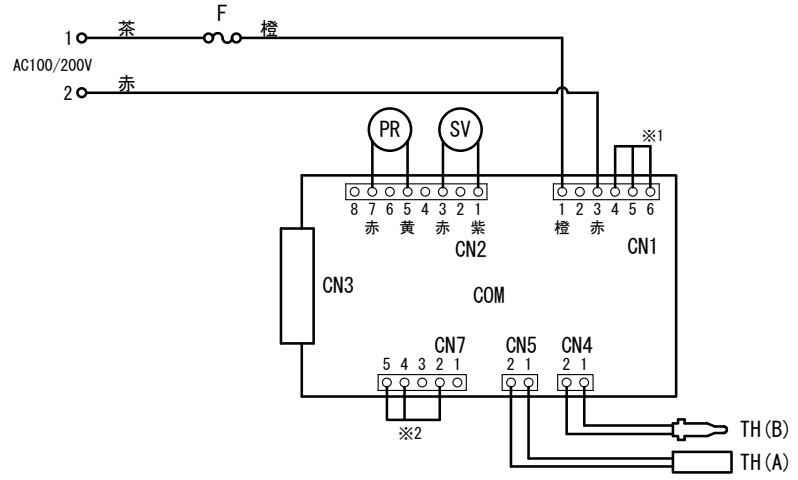 F
1 茶 橙
AC100/200V
2 赤
PR SV
※1
8 7 6 5 4 3 2 1
赤 黄 赤 紫
CN2
1 2 3 4 5 6
橙 赤
CN1
CN3
COM
CN7 CN5 CN4
5 4 3 2 1 2 1 2 1
※2
TH(B)
TH(A)